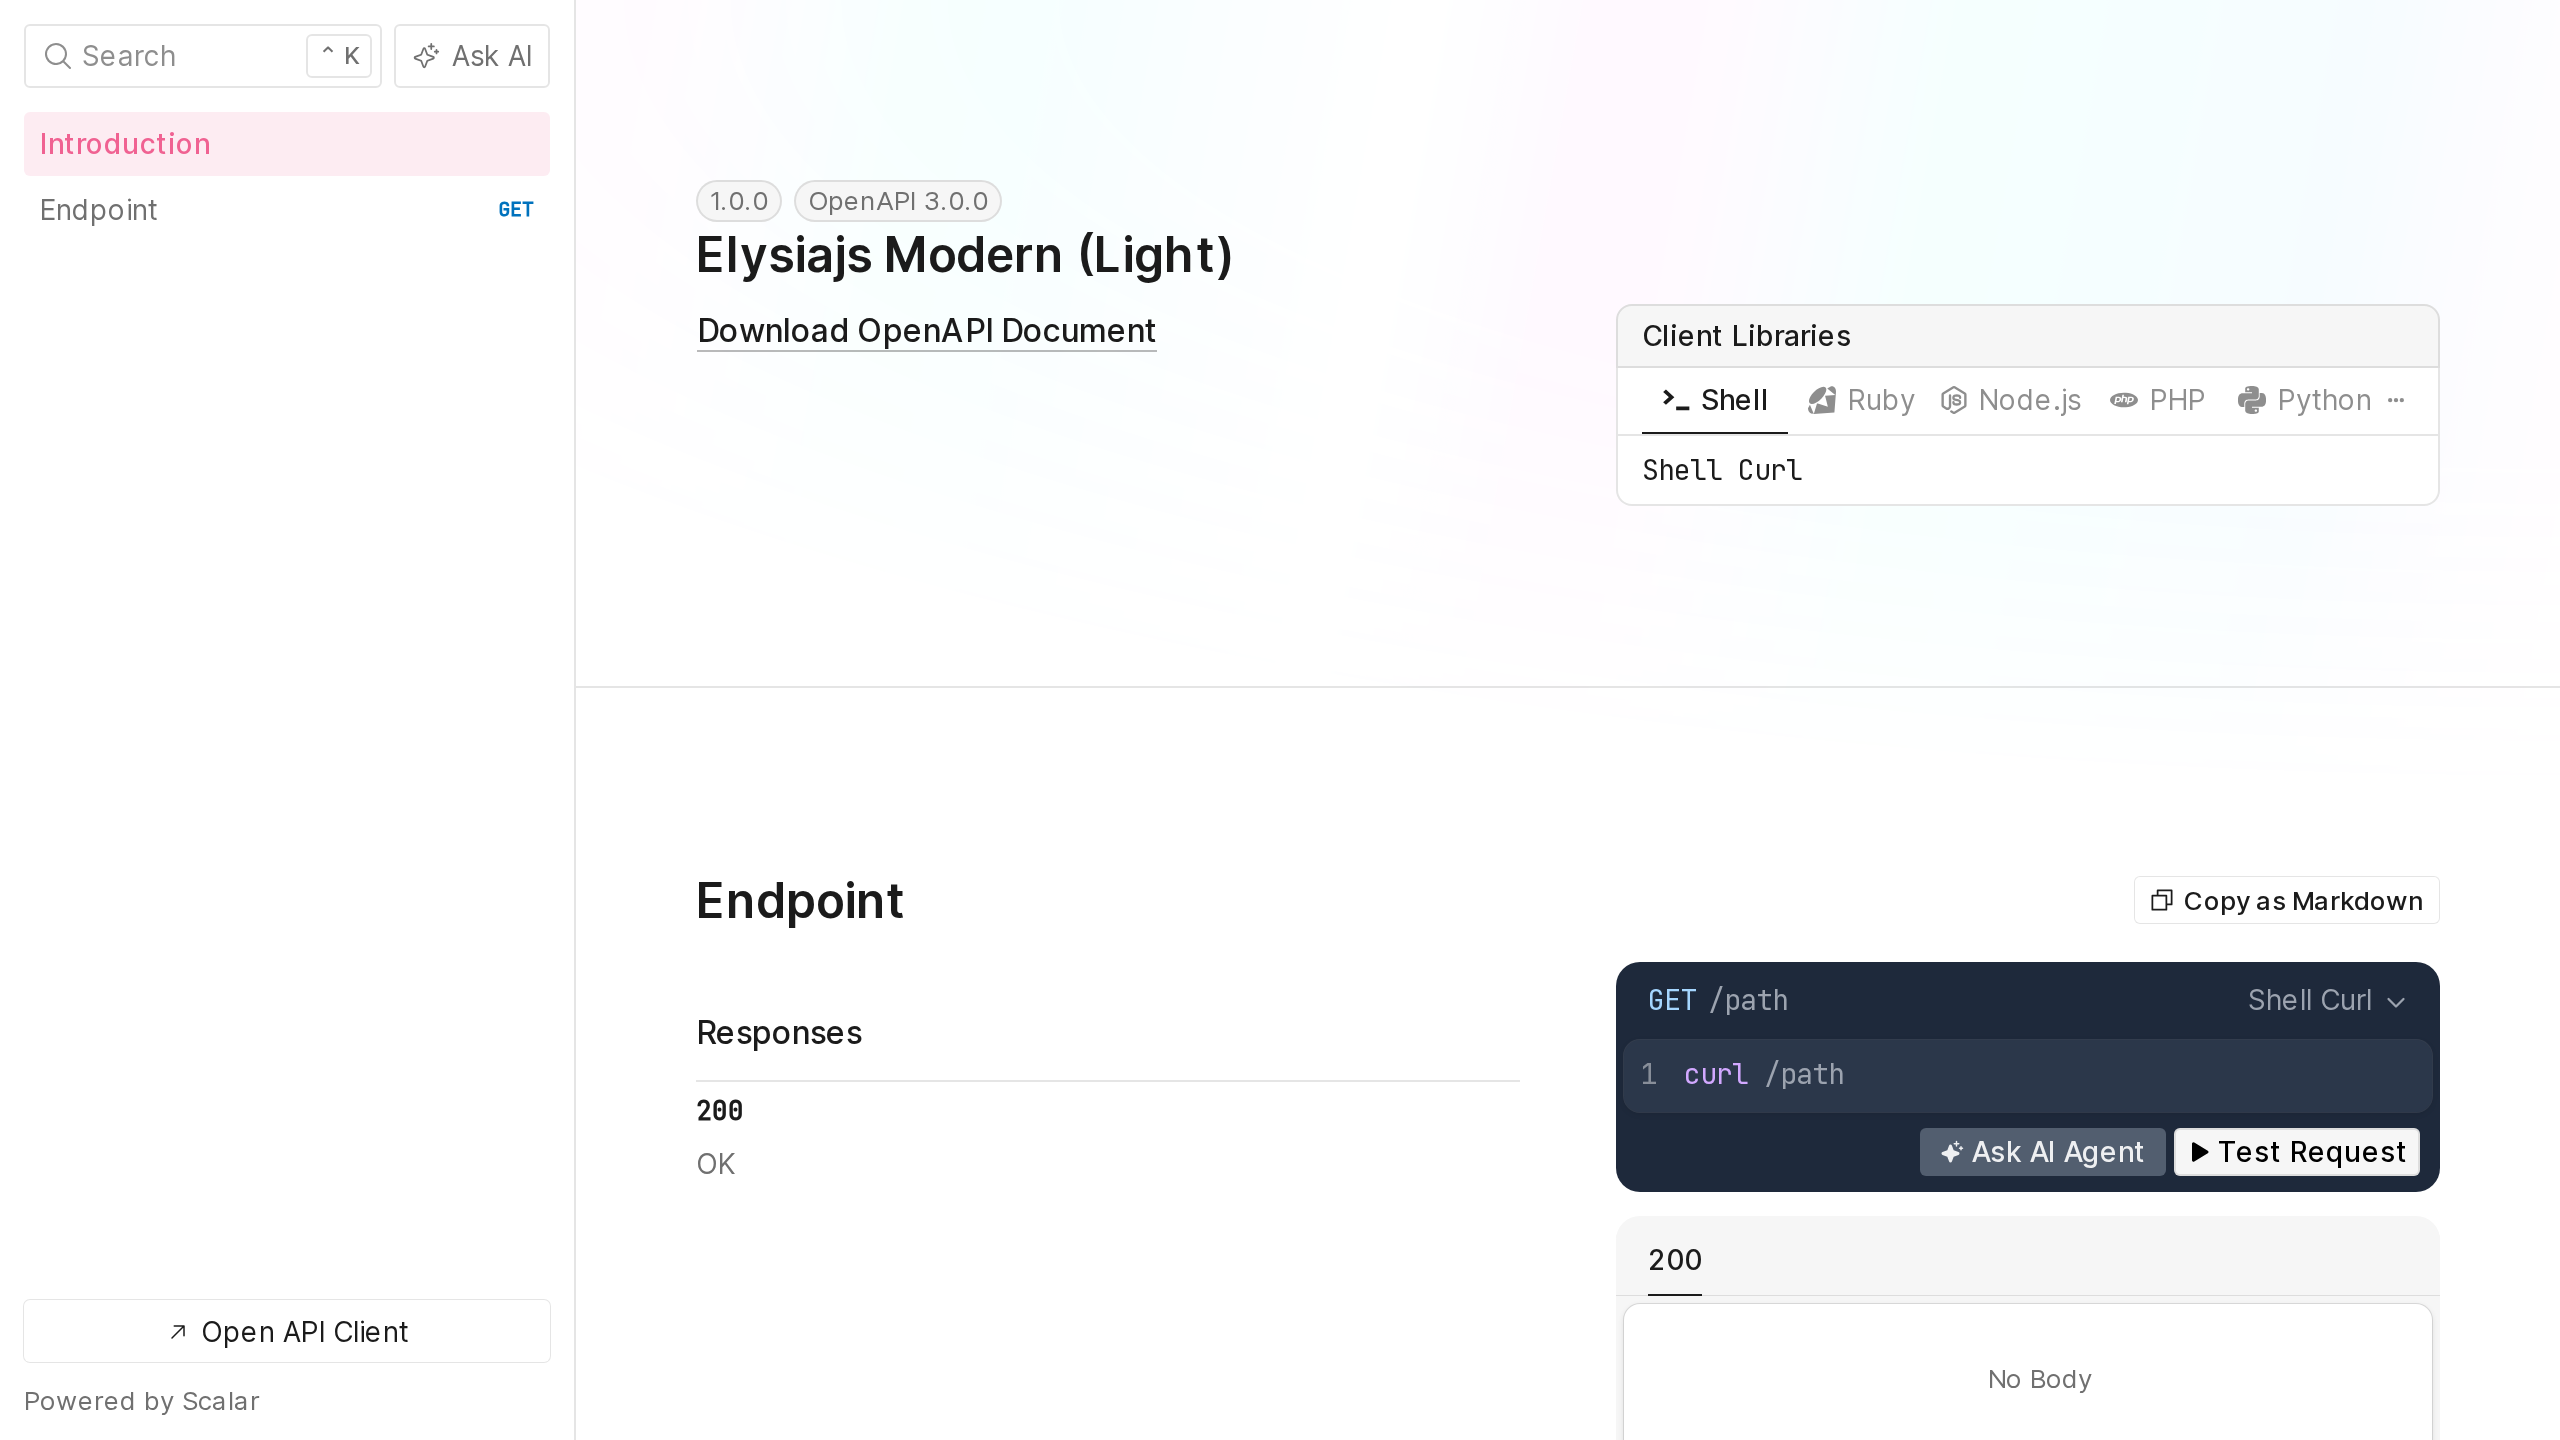 Search
⌃ K
Ask AI
Introduction
Endpoint
GET
Open API Client
Powered by Scalar
1.0.0
OpenAPI 3.0.0
Elysiajs Modern (Light)
Download OpenAPI Document
Client Libraries
Shell
Ruby
Node.js
PHP
Python
Shell Curl
Endpoint
Copy as Markdown
Responses
200
OK
GET /path
Shell Curl
1 curl /path
Ask AI Agent
Test Request
200
No Body